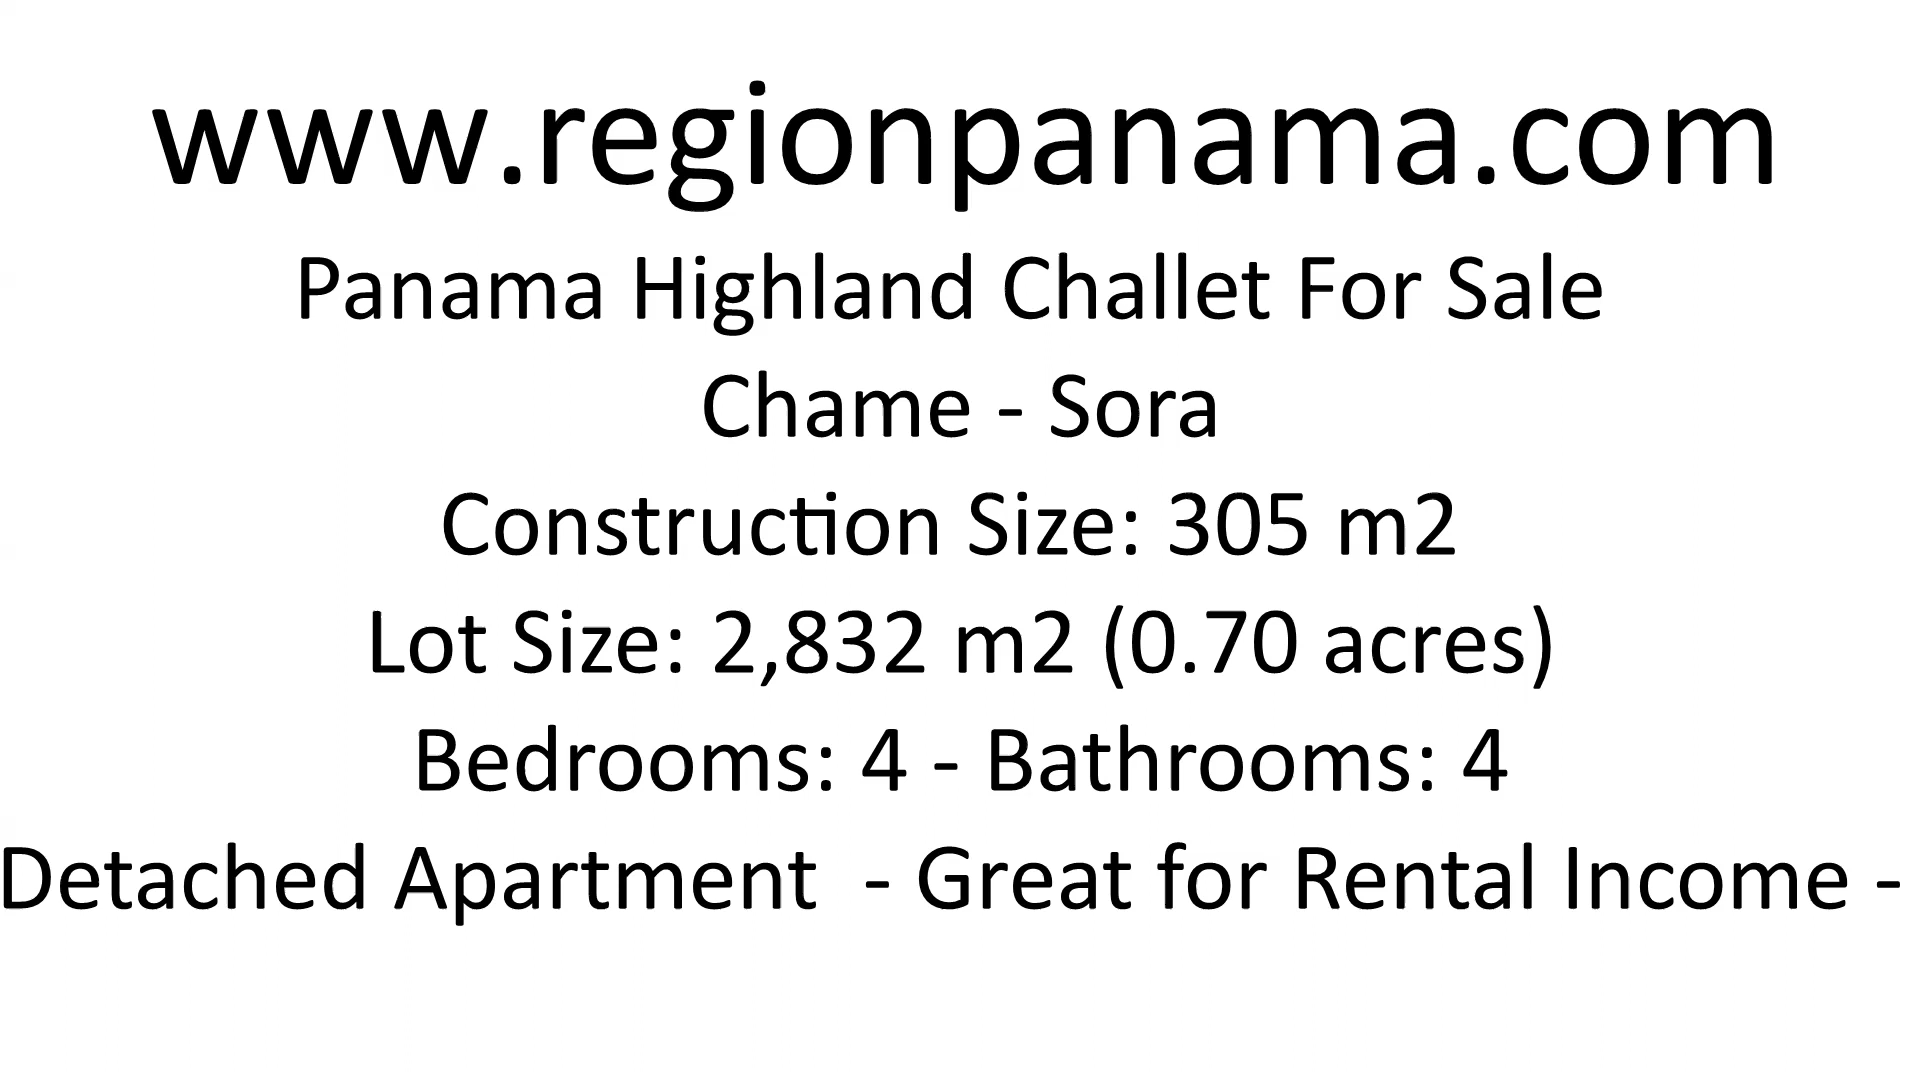 www.regionpanama.com
Panama Highland Challet For Sale
Chame - Sora
Construction Size: 305 m2
Lot Size: 2,832 m2 (0.70 acres)
Bedrooms: 4 - Bathrooms: 4
Detached Apartment  - Great for Rental Income -